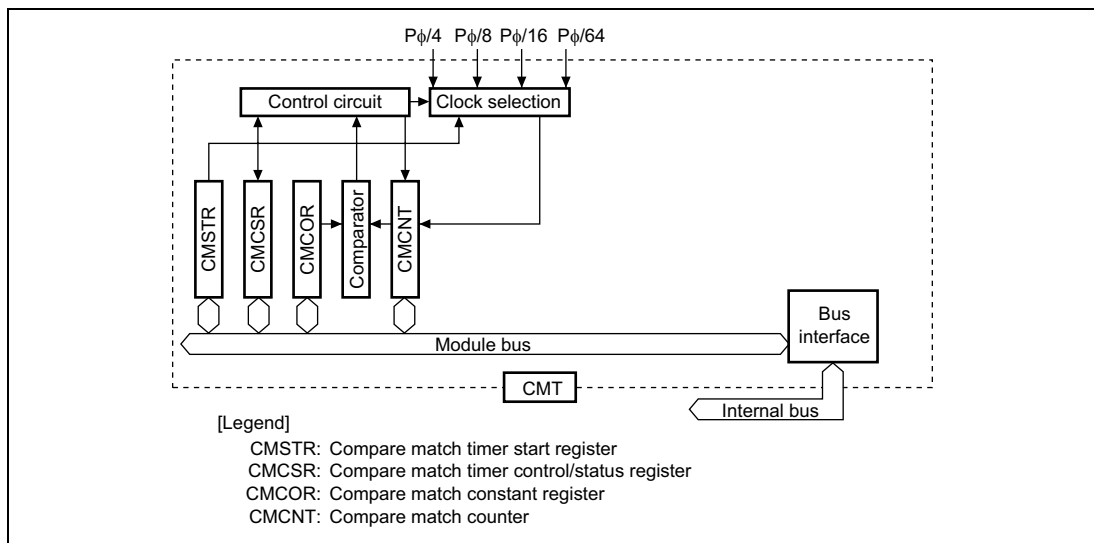 Pϕ/4 Pϕ/8 Pϕ/16 Pϕ/64
Control circuit
Clock selection
CMSTR
CMCSR
CMCOR
Comparator
CMCNT
Module bus
Bus
interface
CMT
Internal bus
[Legend]
CMSTR: Compare match timer start register
CMCSR: Compare match timer control/status register
CMCOR: Compare match constant register
CMCNT: Compare match counter